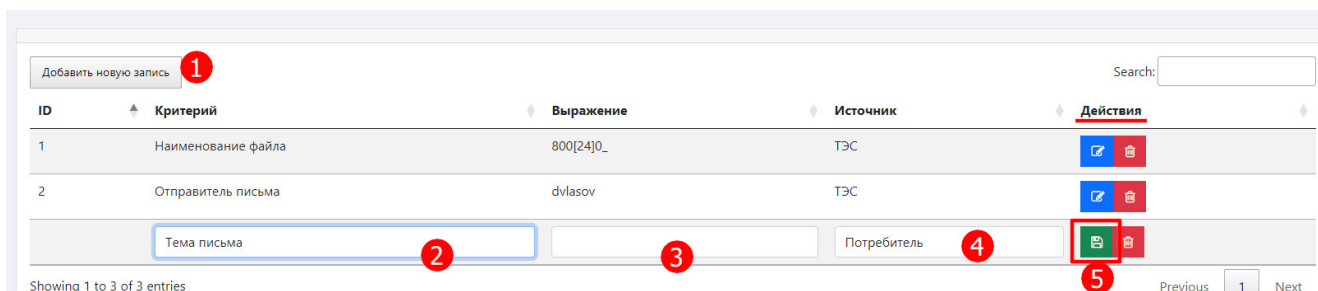 Добавить новую запись 1
Search:
ID Критерий Выражение Источник Действия
1 Наименование файла 800[24]0_ ТЭС
2 Отправитель письма dvlasov ТЭС
Тема письма 2 3 Потребитель 4
5
Showing 1 to 3 of 3 entries Previous 1 Next